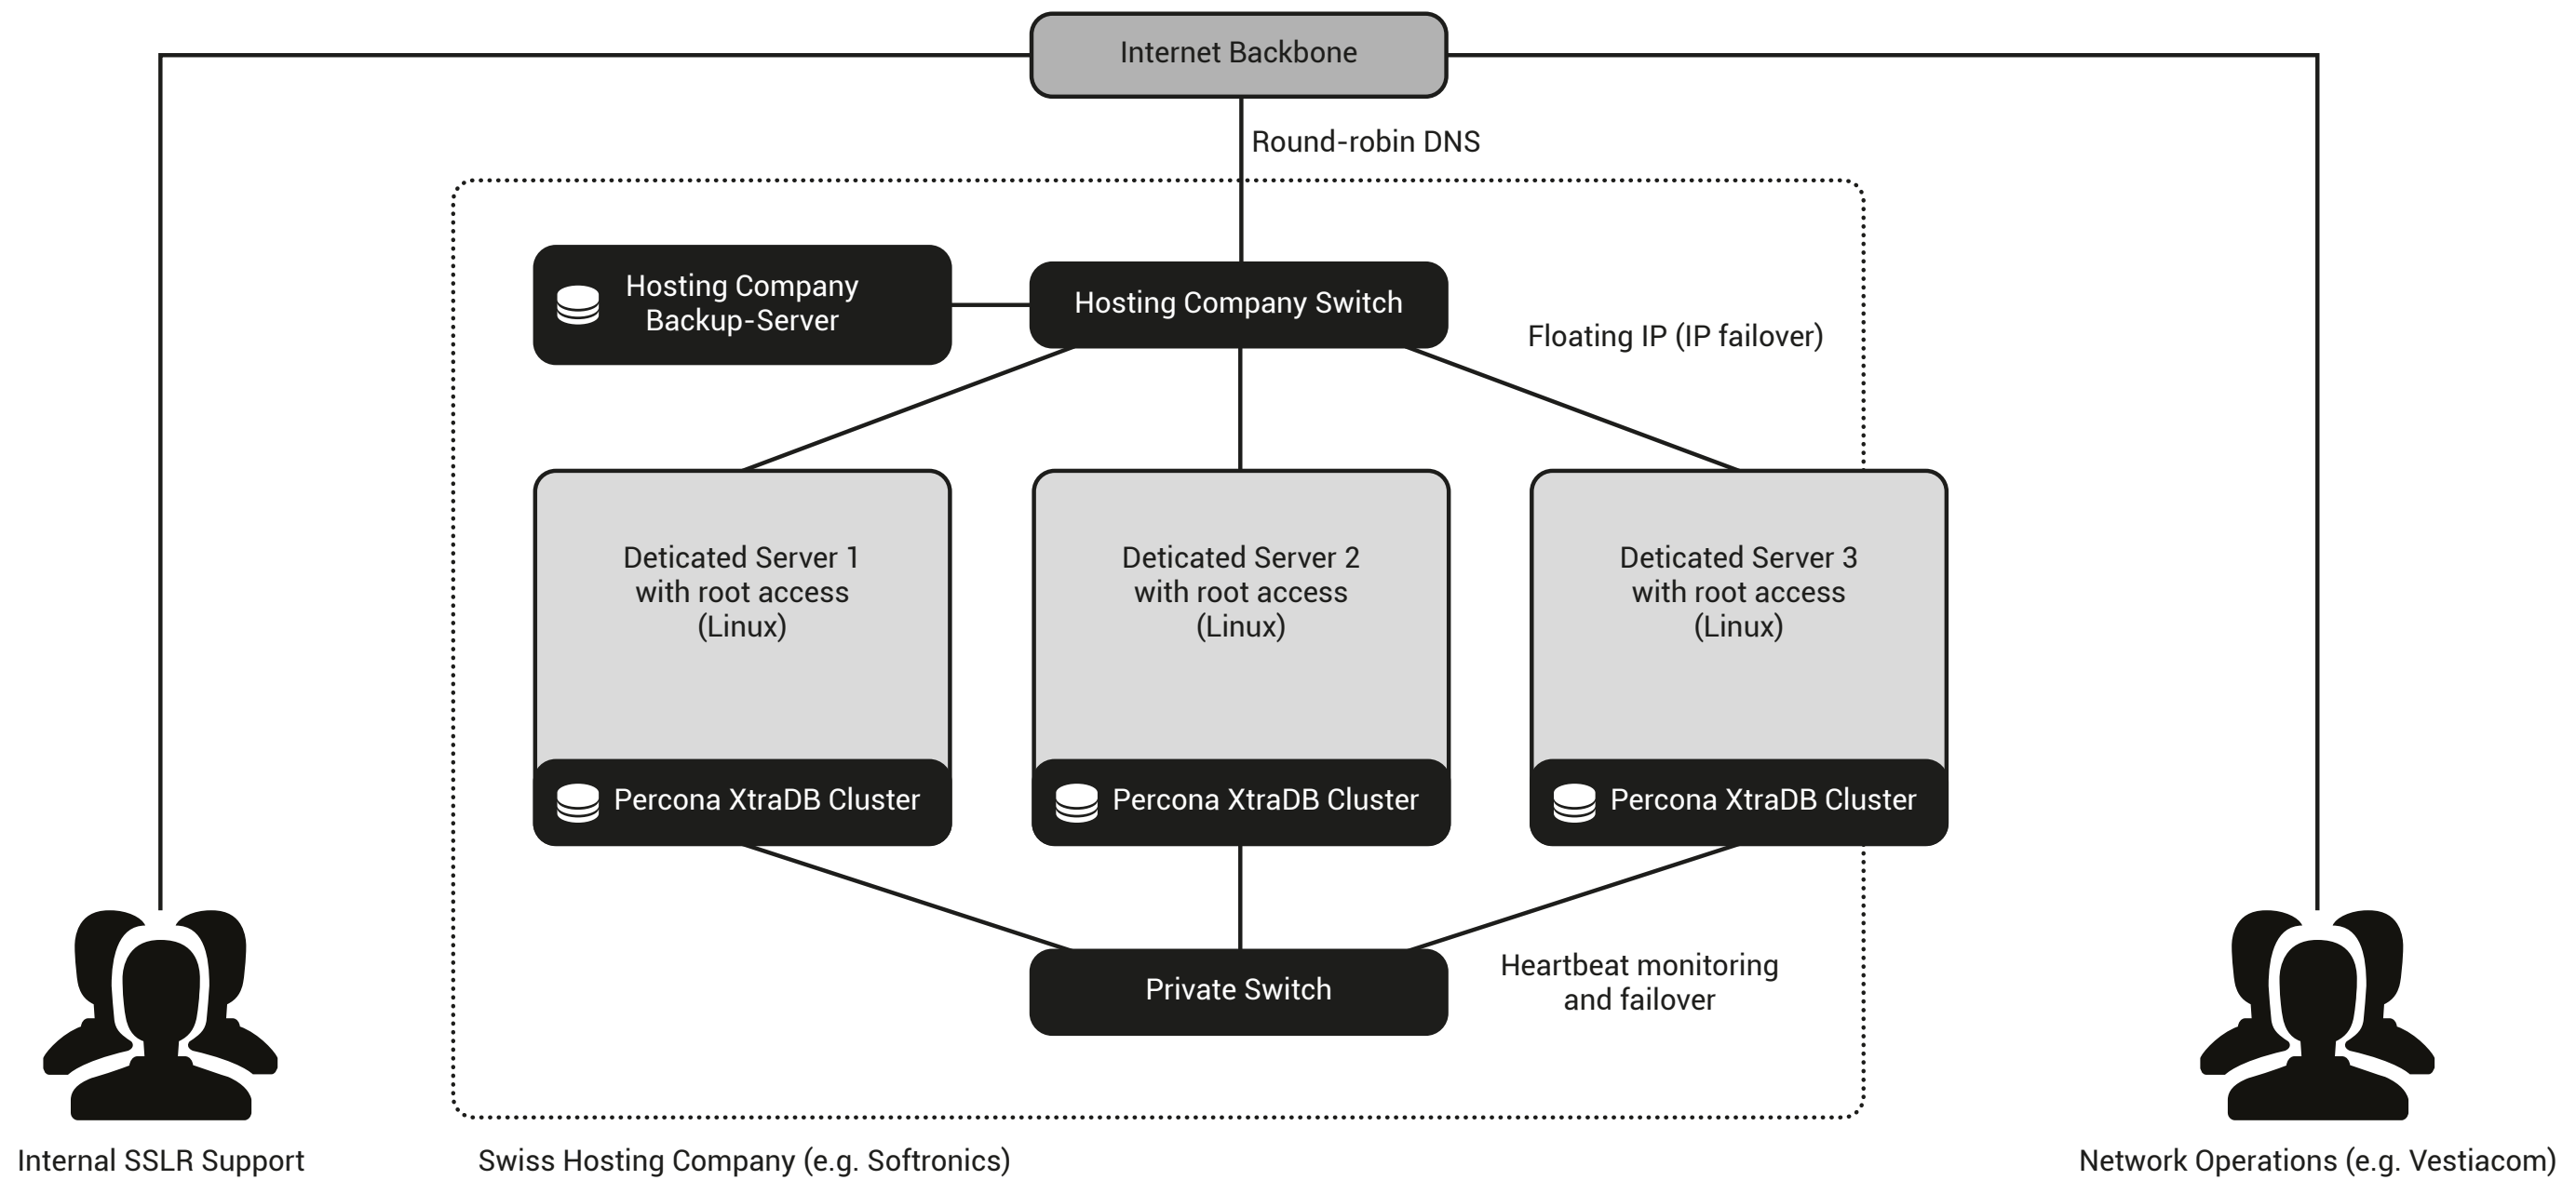 Internet Backbone
Round-robin DNS
Hosting Company
Backup-Server
Hosting Company Switch
Floating IP (IP failover)
Deticated Server 1
with root access
(Linux)
Deticated Server 2
with root access
(Linux)
Deticated Server 3
with root access
(Linux)
Percona XtraDB Cluster
Percona XtraDB Cluster
Percona XtraDB Cluster
Private Switch
Heartbeat monitoring
and failover
Internal SSLR Support
Swiss Hosting Company (e.g. Softronics)
Network Operations (e.g. Vestiacom)